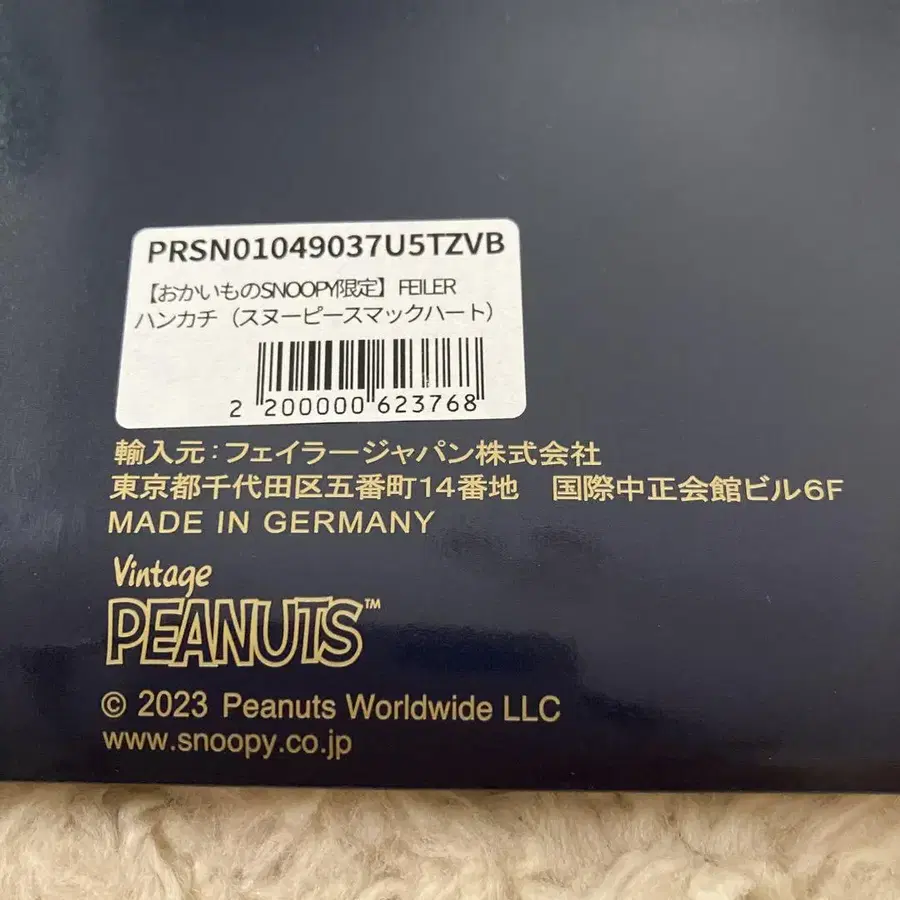 PRSN01049037U5TZVB
【おかいものSNOOPY限定】FEILER
ハンカチ（スヌーピースマックハート）
2 200000 623768
輸入元：フェイラージャパン株式会社
東京都千代田区五番町14番地　国際中正会館ビル6F
MADE IN GERMANY
Vintage
PEANUTS™
© 2023 Peanuts Worldwide LLC
www.snoopy.co.jp